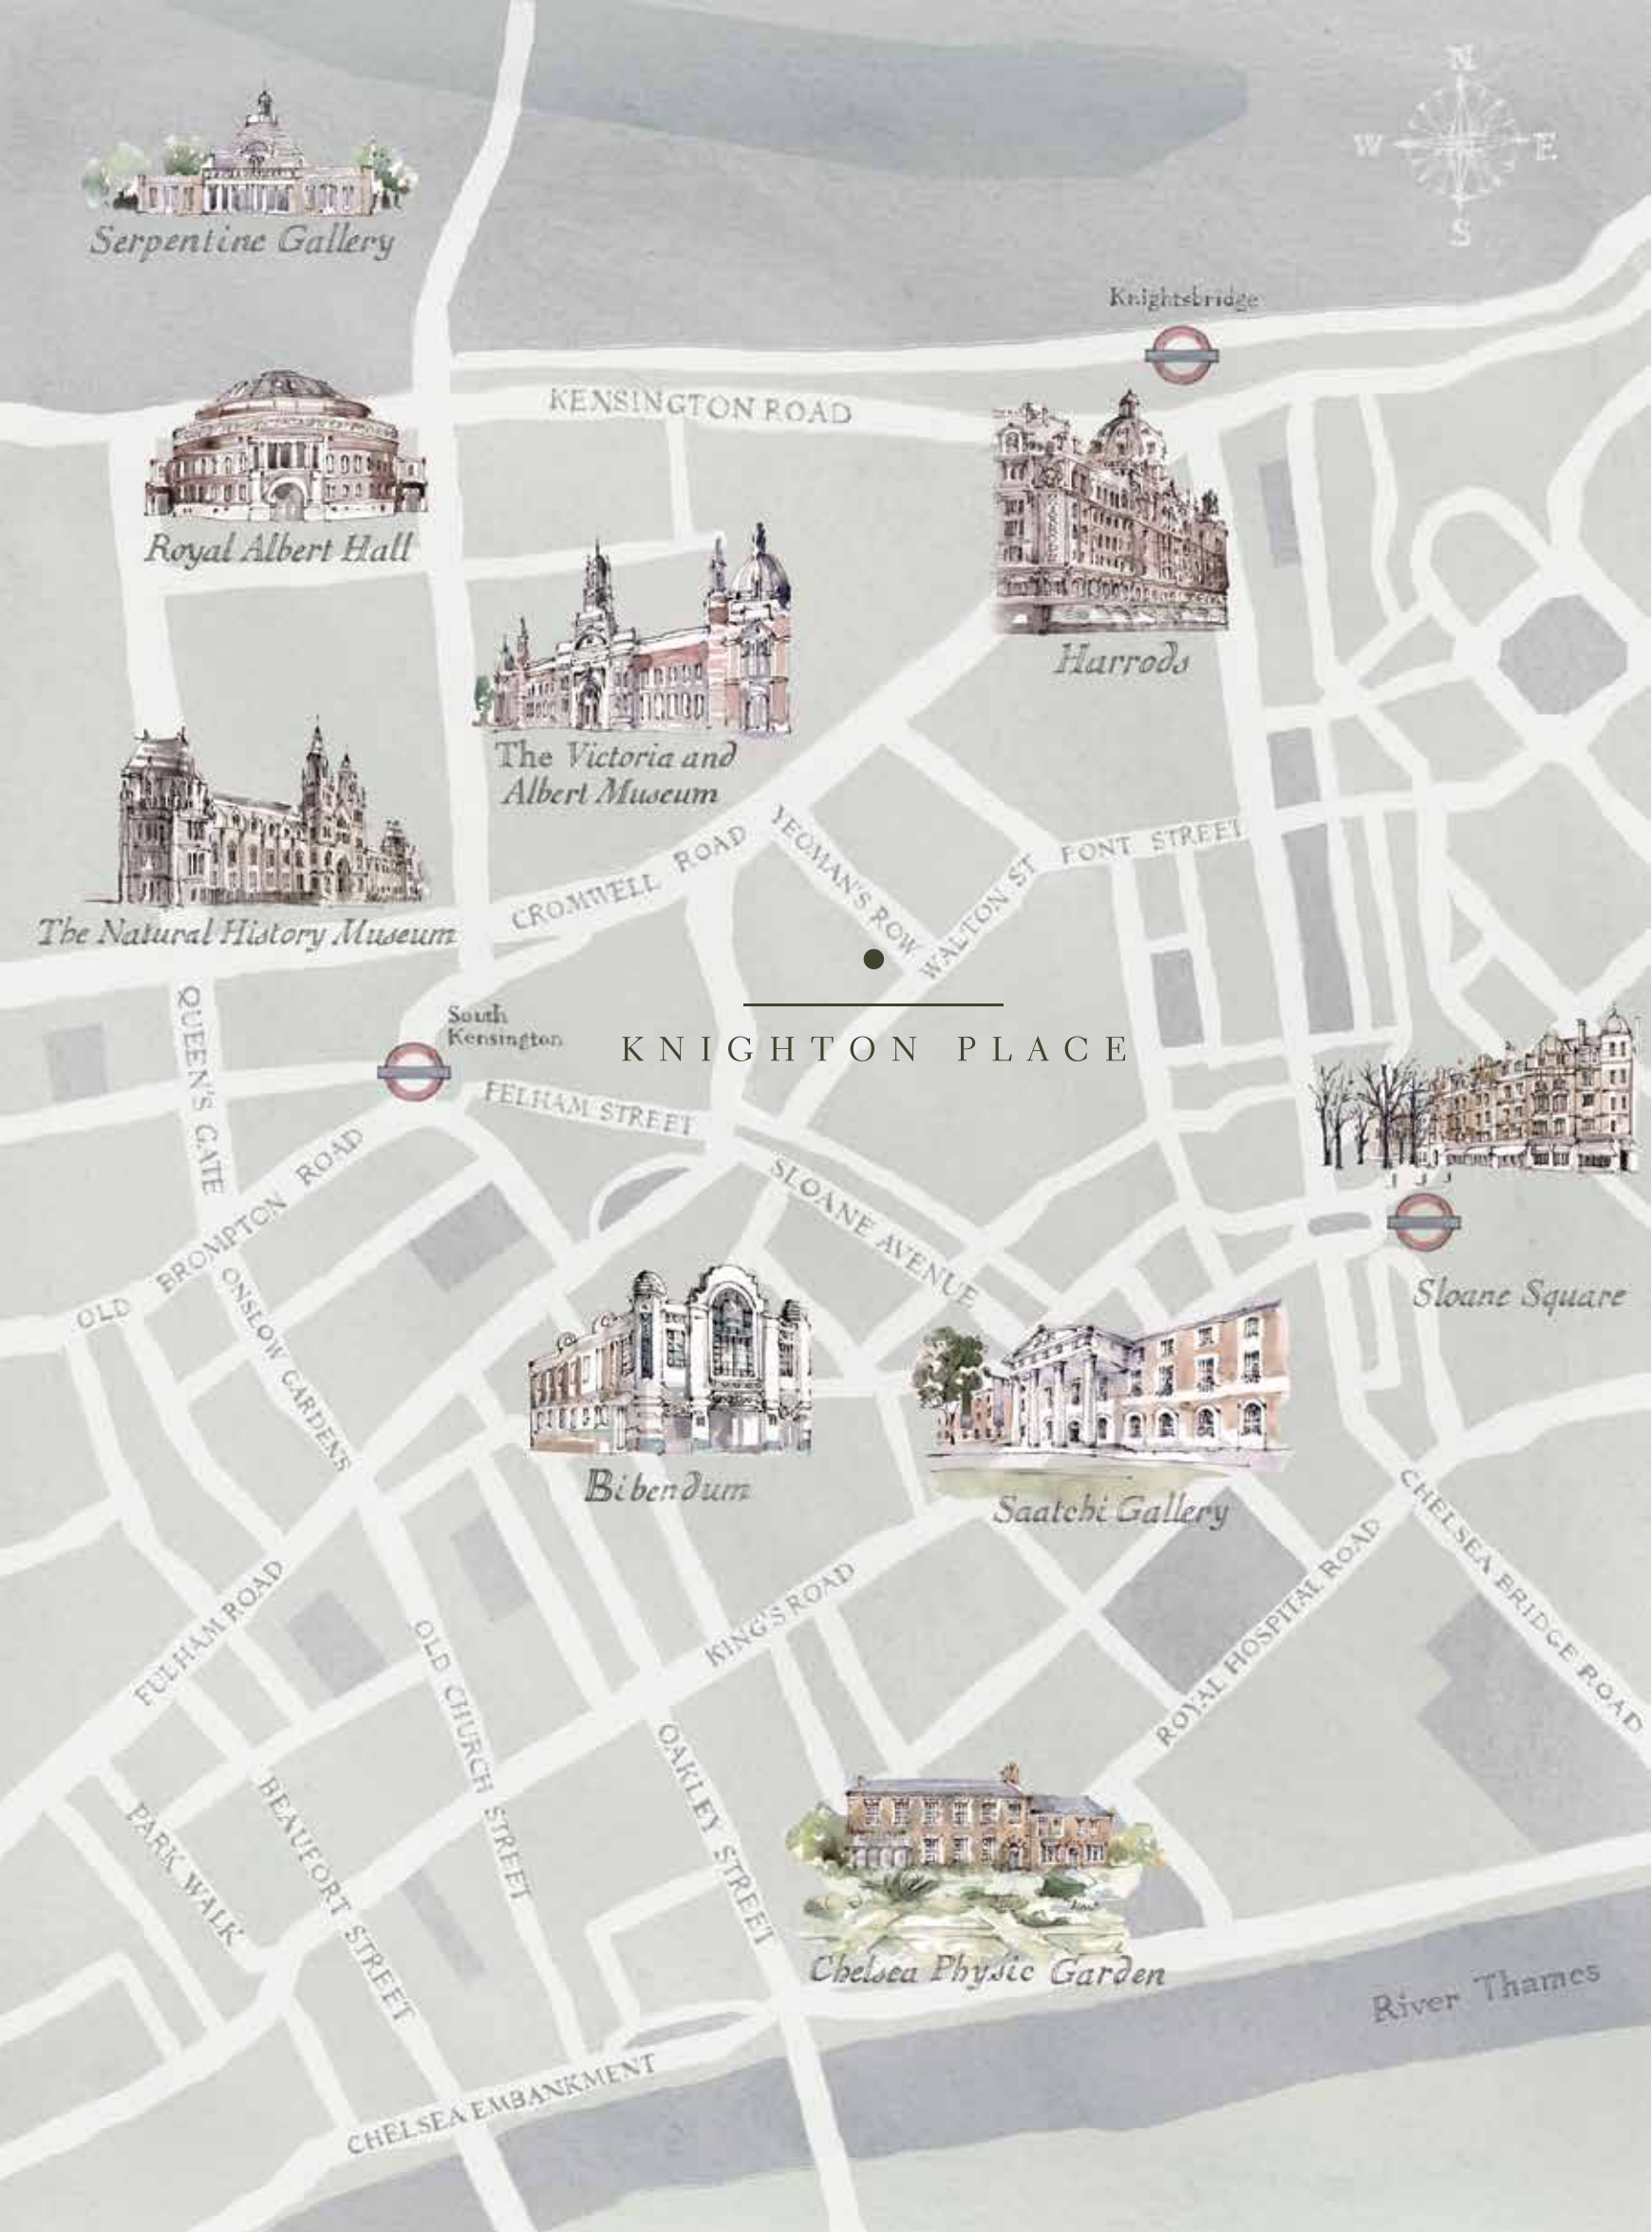 N
W E
S
Serpentine Gallery
Knightsbridge
KENSINGTON ROAD
Royal Albert Hall
Harrods
The Victoria and
Albert Museum
The Natural History Museum
CROMWELL ROAD
YEOMAN'S ROW
WALTON ST
FONT STREET
QUEEN'S GATE
South
Kensington
KNIGHTON PLACE
PELHAM STREET
OLD BROMPTON ROAD
SLOANE AVENUE
ONSLOW GARDENS
Sloane Square
Bibendum
Saatchi Gallery
CHELSEA BRIDGE ROAD
FULHAM ROAD
OLD CHURCH STREET
KING'S ROAD
ROYAL HOSPITAL ROAD
OAKLEY STREET
PARK WALK
BEAUFORT STREET
Chelsea Physic Garden
River Thames
CHELSEA EMBANKMENT